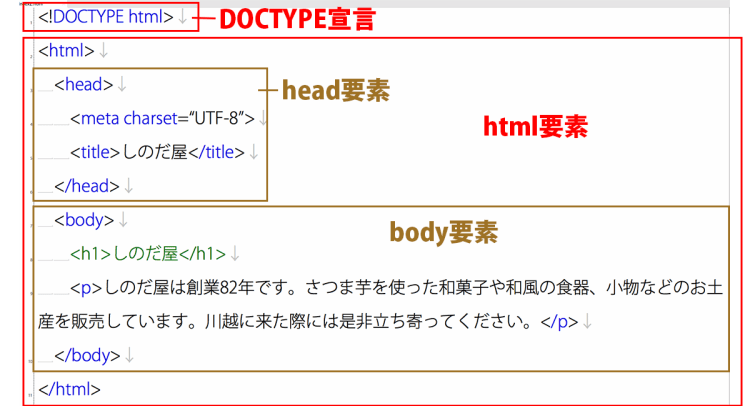 <!DOCTYPE html>↓ DOCTYPE宣言
<html>↓
<head>↓ head要素
<meta charset=“UTF-8”>↓
<title>しのだ屋</title>↓
</head>↓
html要素
<body>↓ body要素
<h1>しのだ屋</h1>↓
<p>しのだ屋は創業82年です。さつま芋を使った和菓子や和風の食器、小物などのお土
産を販売しています。川越に来た際には是非立ち寄ってください。</p>↓
</body>↓
</html>